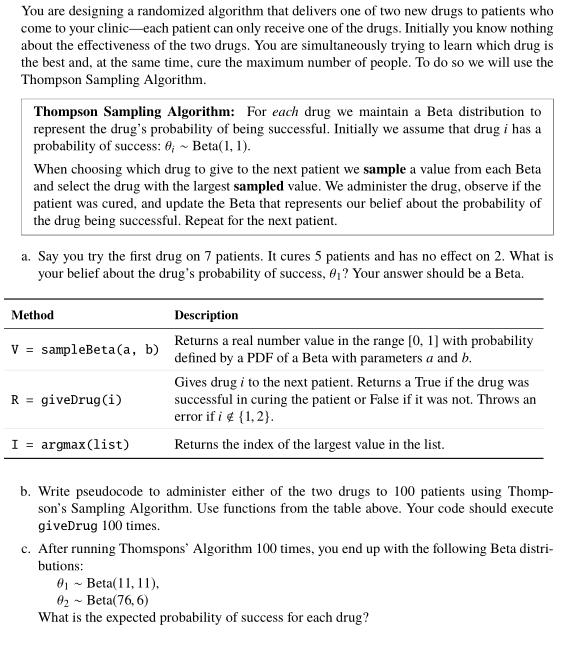 You are designing a randomized algorithm that delivers one of two new drugs to patients who
come to your clinic—each patient can only receive one of the drugs. Initially you know nothing
about the effectiveness of the two drugs. You are simultaneously trying to learn which drug is
the best and, at the same time, cure the maximum number of people. To do so we will use the
Thompson Sampling Algorithm.
Thompson Sampling Algorithm: For each drug we maintain a Beta distribution to
represent the drug's probability of being successful. Initially we assume that drug i has a
probability of success: θᵢ ~ Beta(1, 1).
When choosing which drug to give to the next patient we sample a value from each Beta
and select the drug with the largest sampled value. We administer the drug, observe if the
patient was cured, and update the Beta that represents our belief about the probability of
the drug being successful. Repeat for the next patient.
a. Say you try the first drug on 7 patients. It cures 5 patients and has no effect on 2. What is
your belief about the drug's probability of success, θ₁? Your answer should be a Beta.
Method Description
V = sampleBeta(a, b) Returns a real number value in the range [0, 1] with probability
defined by a PDF of a Beta with parameters a and b.
R = giveDrug(i) Gives drug i to the next patient. Returns a True if the drug was
successful in curing the patient or False if it was not. Throws an
error if i ∉ {1, 2}.
I = argmax(list) Returns the index of the largest value in the list.
b. Write pseudocode to administer either of the two drugs to 100 patients using Thomp-
son's Sampling Algorithm. Use functions from the table above. Your code should execute
giveDrug 100 times.
c. After running Thomspons' Algorithm 100 times, you end up with the following Beta distri-
butions:
θ₁ ~ Beta(11, 11),
θ₂ ~ Beta(76, 6)
What is the expected probability of success for each drug?